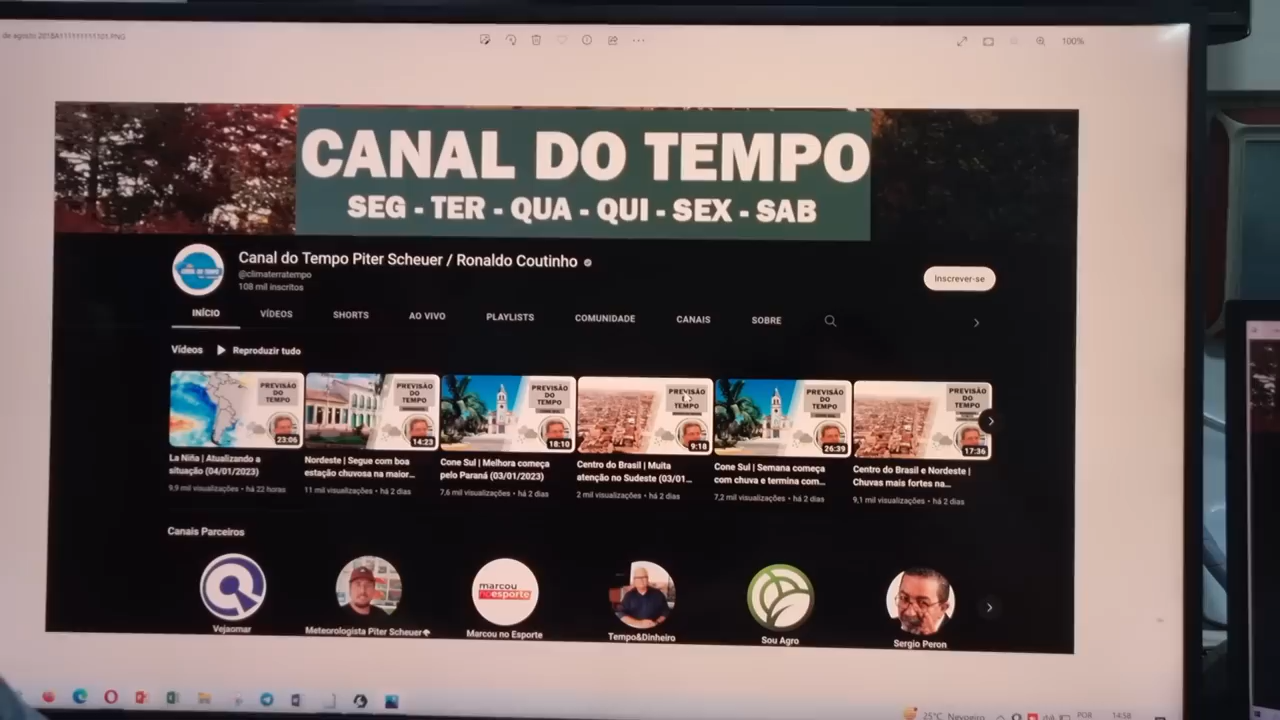 de agosto 2018A111111111101.PNG
100%
CANAL DO TEMPO
SEG - TER - QUA - QUI - SEX - SAB
Canal do Tempo Piter Scheuer / Ronaldo Coutinho
@climaterratempo
108 mil inscritos
Inscrever-se
INÍCIO VÍDEOS SHORTS AO VIVO PLAYLISTS COMUNIDADE CANAIS SOBRE
Vídeos Reproduzir tudo
PREVISÃO DO TEMPO
23:06
PREVISÃO DO TEMPO
14:23
PREVISÃO DO TEMPO
18:10
PREVISÃO DO TEMPO
9:18
PREVISÃO DO TEMPO
26:39
PREVISÃO DO TEMPO
17:36
La Niña | Atualizando a
situação (04/01/2023)
9,9 mil visualizações • há 22 horas
Nordeste | Segue com boa
estação chuvosa na maior...
11 mil visualizações • há 2 dias
Cone Sul | Melhora começa
pelo Paraná (03/01/2023)
7,6 mil visualizações • há 2 dias
Centro do Brasil | Muita
atenção no Sudeste (03/01...
2 mil visualizações • há 2 dias
Cone Sul | Semana começa
com chuva e termina com...
7,2 mil visualizações • há 2 dias
Centro do Brasil e Nordeste |
Chuvas mais fortes na...
9,1 mil visualizações • há 2 dias
Canais Parceiros
marcou
noesporte
Vejaomar
Meteorologista Piter Scheuer
Marcou no Esporte
Tempo&Dinheiro
Sou Agro
Sergio Peron
25°C Nevoeiro
POR
14:58